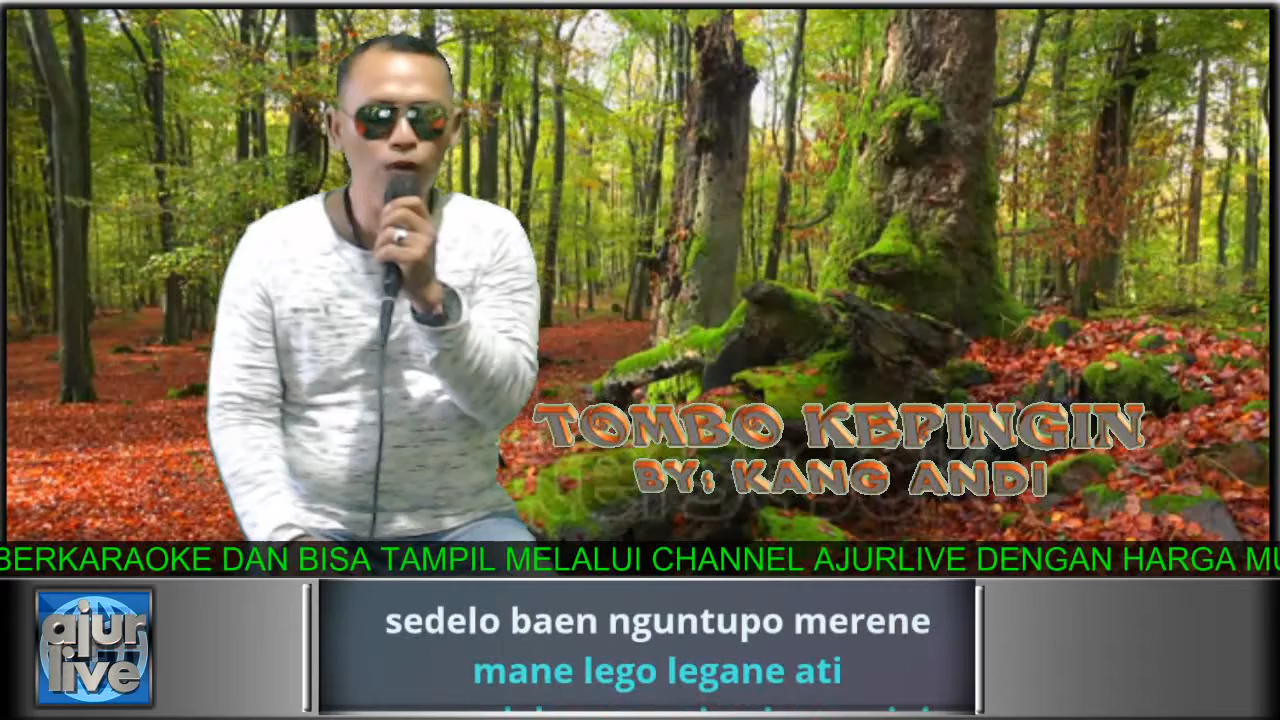 TOMBO KEPINGIN
BY: KANG ANDI
BERKARAOKE DAN BISA TAMPIL MELALUI CHANNEL AJURLIVE DENGAN HARGA MU
ajur
live
sedelo baen nguntupo merene
mane lego legane ati